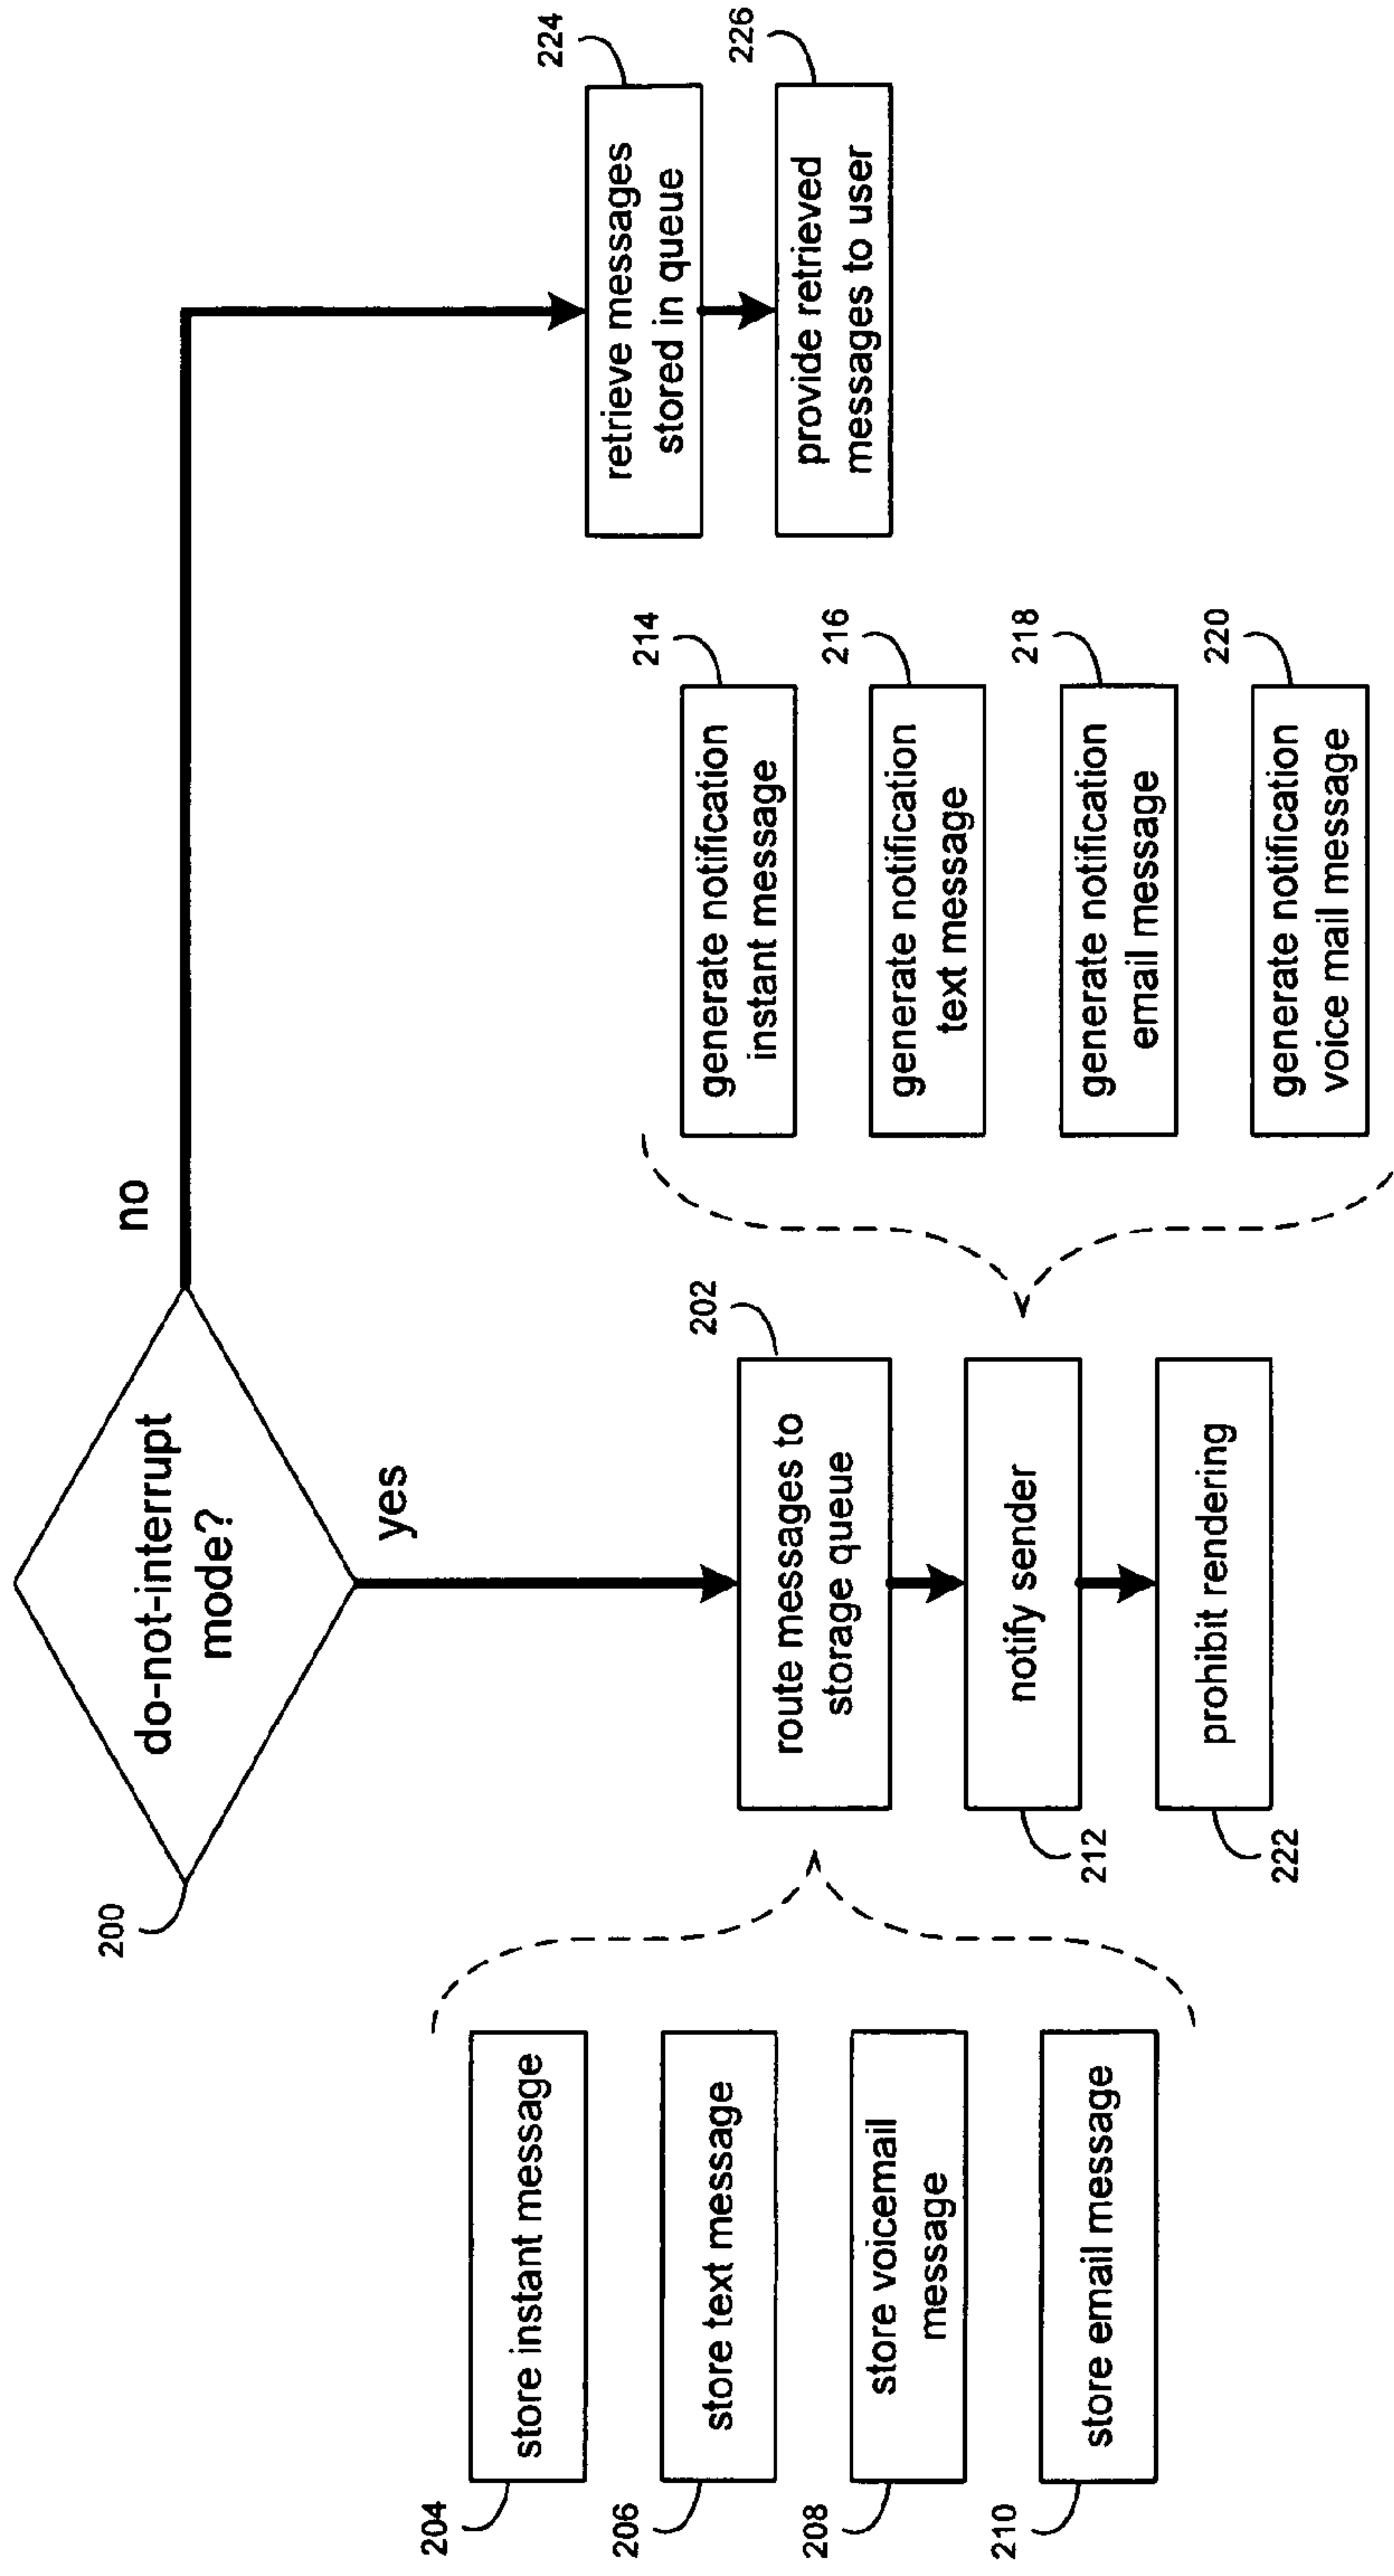 200
do-not-interrupt
mode?
no
yes
204
store instant message
206
store text message
208
store voicemail
message
210
store email message
202
route messages to
storage queue
notify sender
212
prohibit rendering
222
214
generate notification
instant message
216
generate notification
text message
218
generate notification
email message
220
generate notification
voice mail message
224
retrieve messages
stored in queue
226
provide retrieved
messages to user